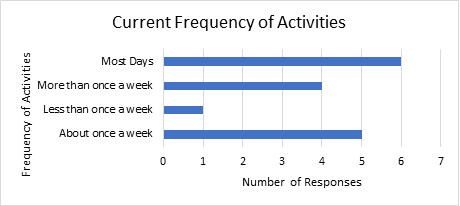 Current Frequency of Activities
Frequency of Activities
Most Days
More than once a week
Less than once a week
About once a week
0 1 2 3 4 5 6 7
Number of Responses